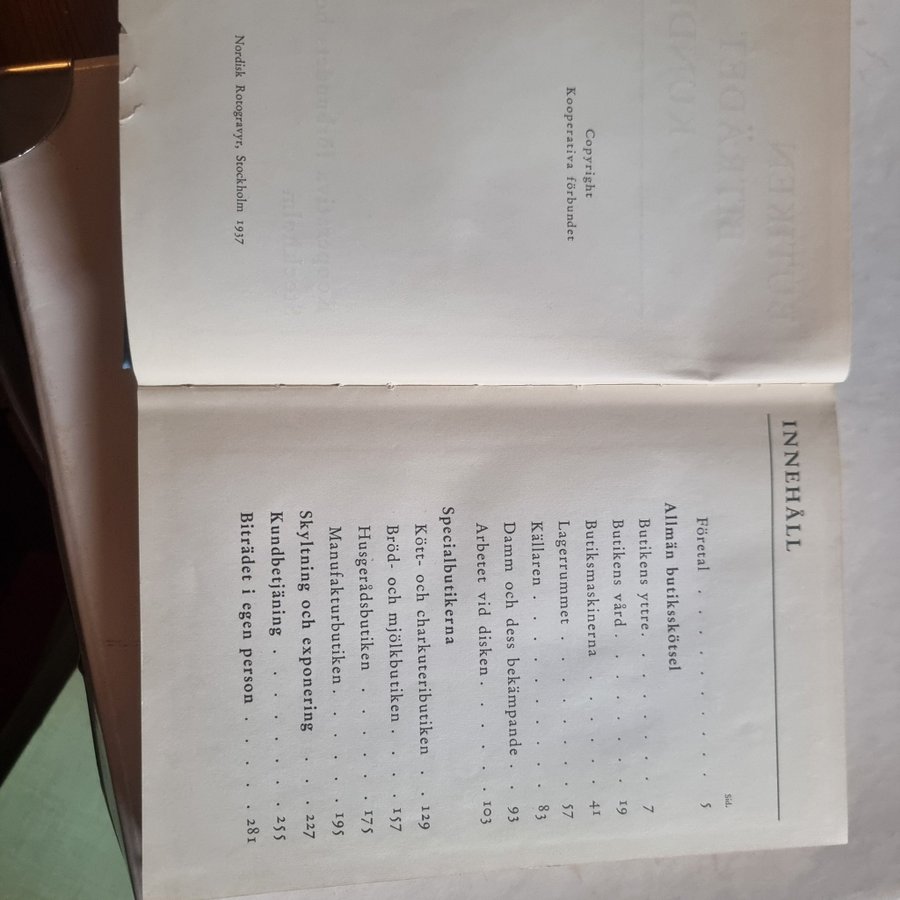 Copyright
Kooperativa förbundet
Nordisk Rotogravyr, Stockholm 1937
INNEHÅLL
Sid.
Företal . . . . . . . . 5
Allmän butiksskötsel
Butikens yttre. . . . . . . 7
Butikens vård . . . . . . . 19
Butiksmaskinerna . . . . . . 41
Lagerrummet . . . . . . . 57
Källaren . . . . . . . . 83
Damm och dess bekämpande . . 93
Arbetet vid disken . . . . . 103
Specialbutikerna
Kött- och charkuteributiken . . 129
Bröd- och mjölkbutiken . . . 157
Husgerådsbutiken . . . . . 175
Manufakturbutiken . . . . . 195
Skyltning och exponering . . . 227
Kundbetjäning . . . . . . 255
Biträdet i egen person . . . . 281